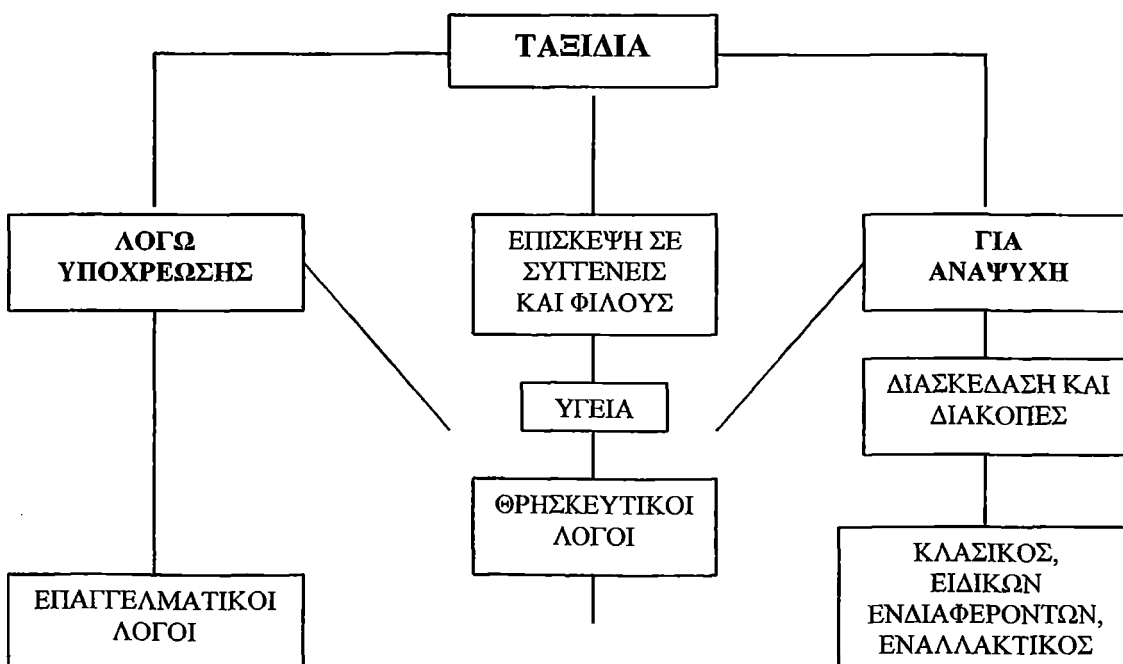 ΤΑΞΙΔΙΑ
ΛΟΓΩ
ΥΠΟΧΡΕΩΣΗΣ
ΕΠΙΣΚΕΨΗ ΣΕ
ΣΥΓΓΕΝΕΙΣ
ΚΑΙ ΦΙΛΟΥΣ
ΓΙΑ
ΑΝΑΨΥΧΗ
ΥΓΕΙΑ
ΔΙΑΣΚΕΔΑΣΗ ΚΑΙ
ΔΙΑΚΟΠΕΣ
ΘΡΗΣΚΕΥΤΙΚΟΙ
ΛΟΓΟΙ
ΕΠΑΓΓΕΛΜΑΤΙΚΟΙ
ΛΟΓΟΙ
ΚΛΑΣΙΚΟΣ,
ΕΙΔΙΚΩΝ
ΕΝΔΙΑΦΕΡΟΝΤΩΝ,
ΕΝΑΛΛΑΚΤΙΚΟΣ